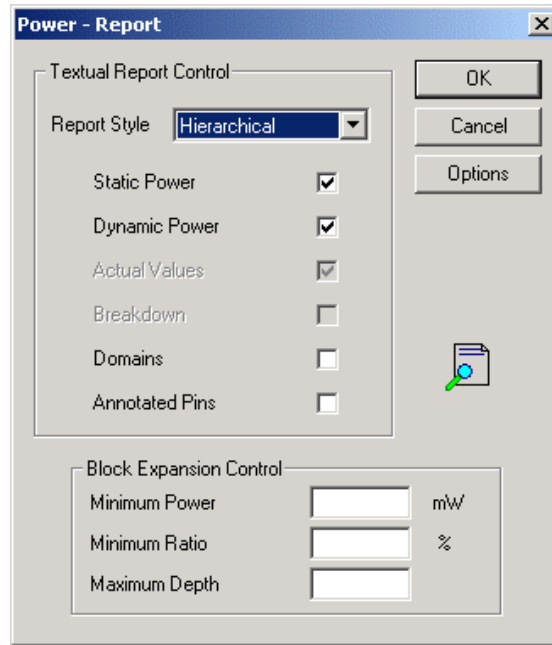 Power - Report
Textual Report Control
Report Style Hierarchical
Static Power
Dynamic Power
Actual Values
Breakdown
Domains
Annotated Pins
OK
Cancel
Options
Block Expansion Control
Minimum Power mW
Minimum Ratio %
Maximum Depth